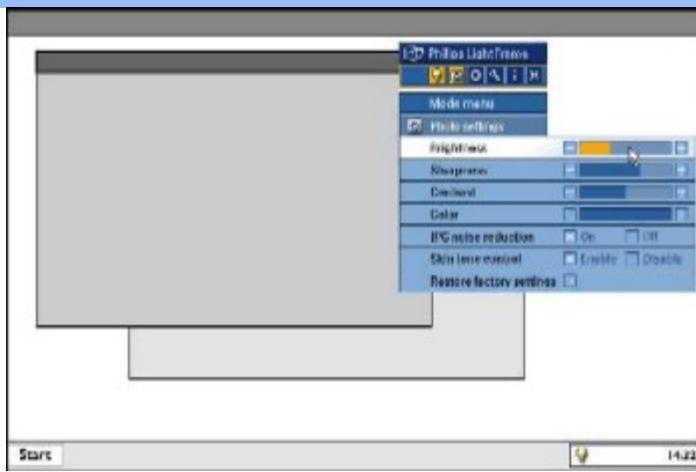 Philips LightFrame
Mode menu
Photo settings
Brightness
Sharpness
Contrast
Color
JPG noise reduction On Off
Skin tone control Enable Disable
Restore factory settings
Start